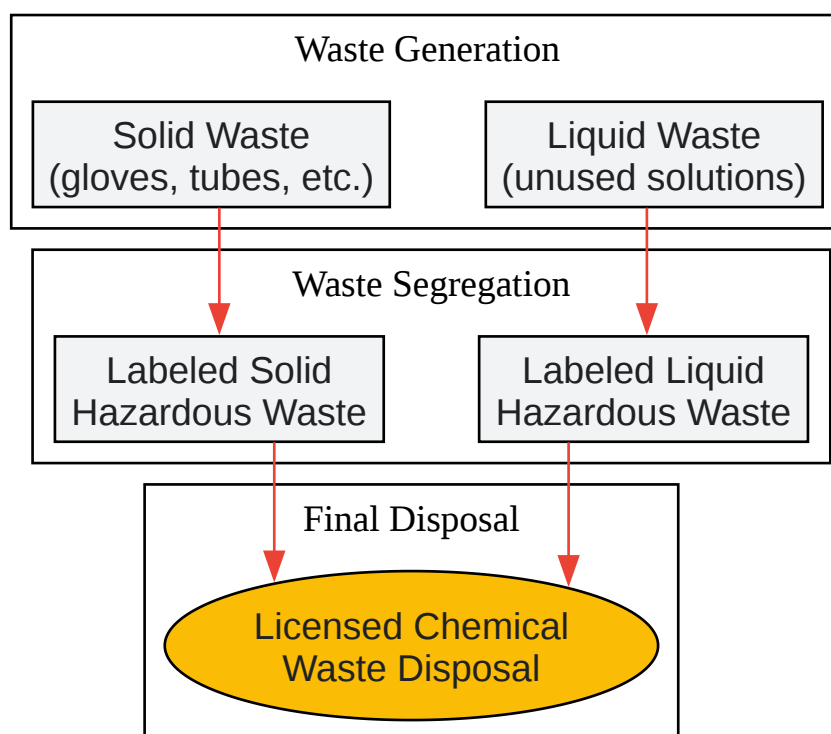 Waste Generation
Solid Waste
(gloves, tubes, etc.)
Liquid Waste
(unused solutions)
Waste Segregation
Labeled Solid
Hazardous Waste
Labeled Liquid
Hazardous Waste
Final Disposal
Licensed Chemical
Waste Disposal